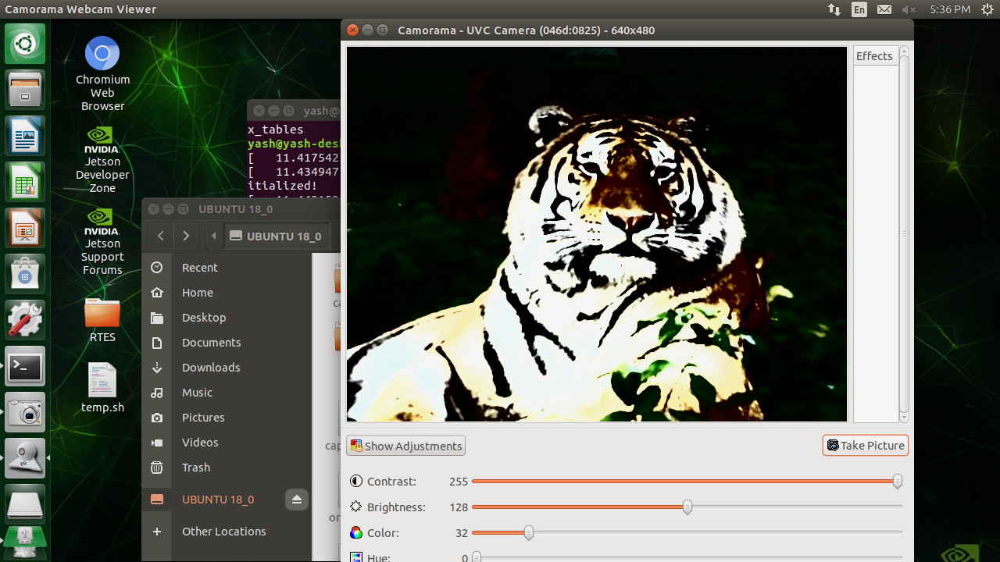 Camorama Webcam Viewer
En
5:36 PM
Chromium
Web
Browser
NVIDIA.
Jetson
Developer
Zone
NVIDIA.
Jetson
Support
Forums
RTES
temp.sh
yash@
x_tables
yash@yash-des
[   11.417542
[   11.434947
itialized!
UBUNTU 18_0
UBUNTU 18_0
Recent
Home
Desktop
Documents
Downloads
Music
Pictures
Videos
Trash
UBUNTU 18_0
Other Locations
ca
cap
or
Camorama - UVC Camera (046d:0825) - 640x480
Effects
Show Adjustments
Take Picture
Contrast: 255
Brightness: 128
Color: 32
Hue: 0